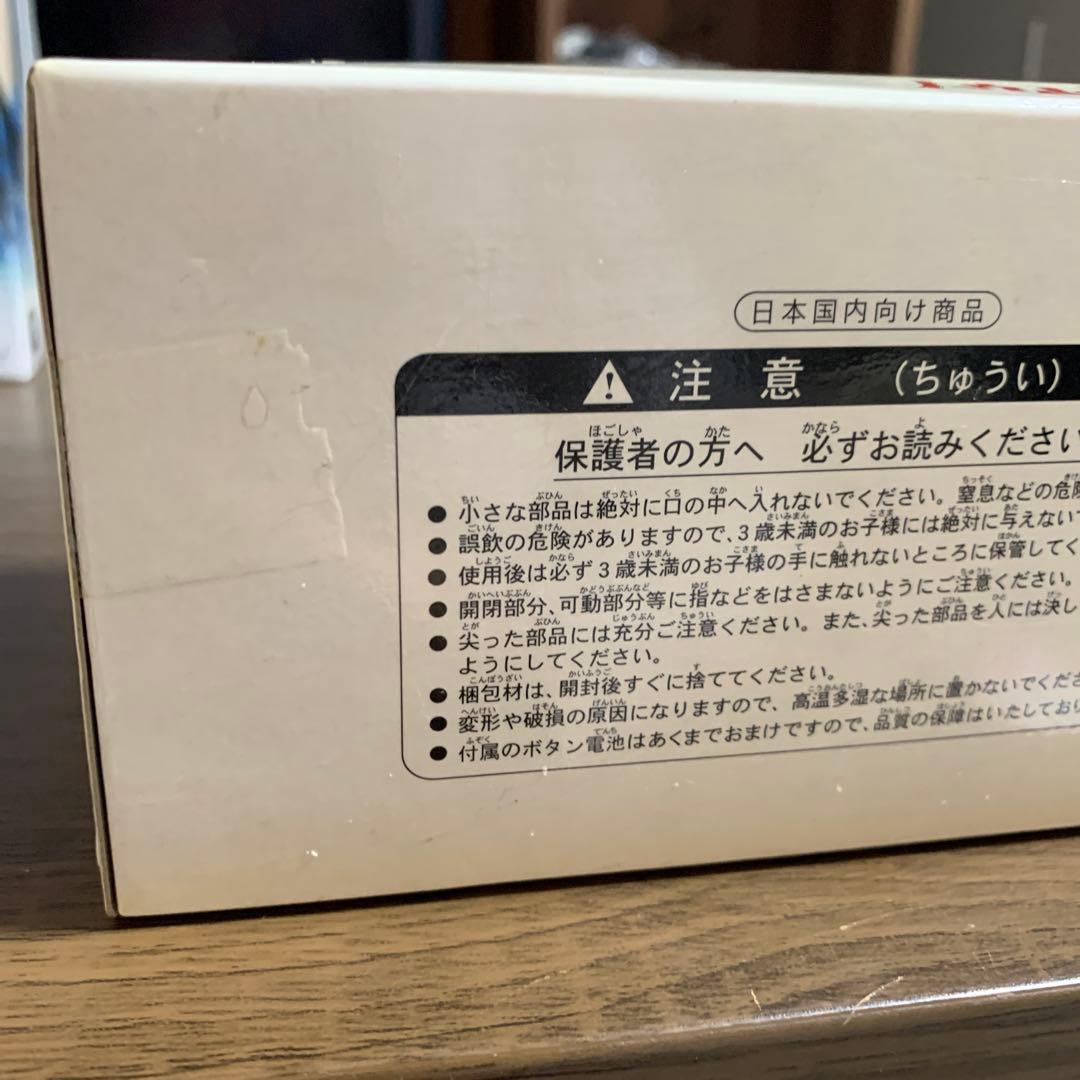 日本国内向け商品
注意 (ちゅうい)
保護者の方へ 必ずお読みください
●小さな部品は絶対に口の中へ入れないでください。窒息などの危険
●誤飲の危険がありますので、3歳未満のお子様には絶対に与えないで
●使用後は必ず3歳未満のお子様の手に触れないところに保管してく
●開閉部分、可動部分等に指などをはさまないようにご注意ください。
●尖った部品には充分ご注意ください。また、尖った部品を人には決し
ようにしてください。
●梱包材は、開封後すぐに捨ててください。
●変形や破損の原因になりますので、高温多湿な場所に置かないでくださ
●付属のボタン電池はあくまでおまけですので、品質の保障はいたしており